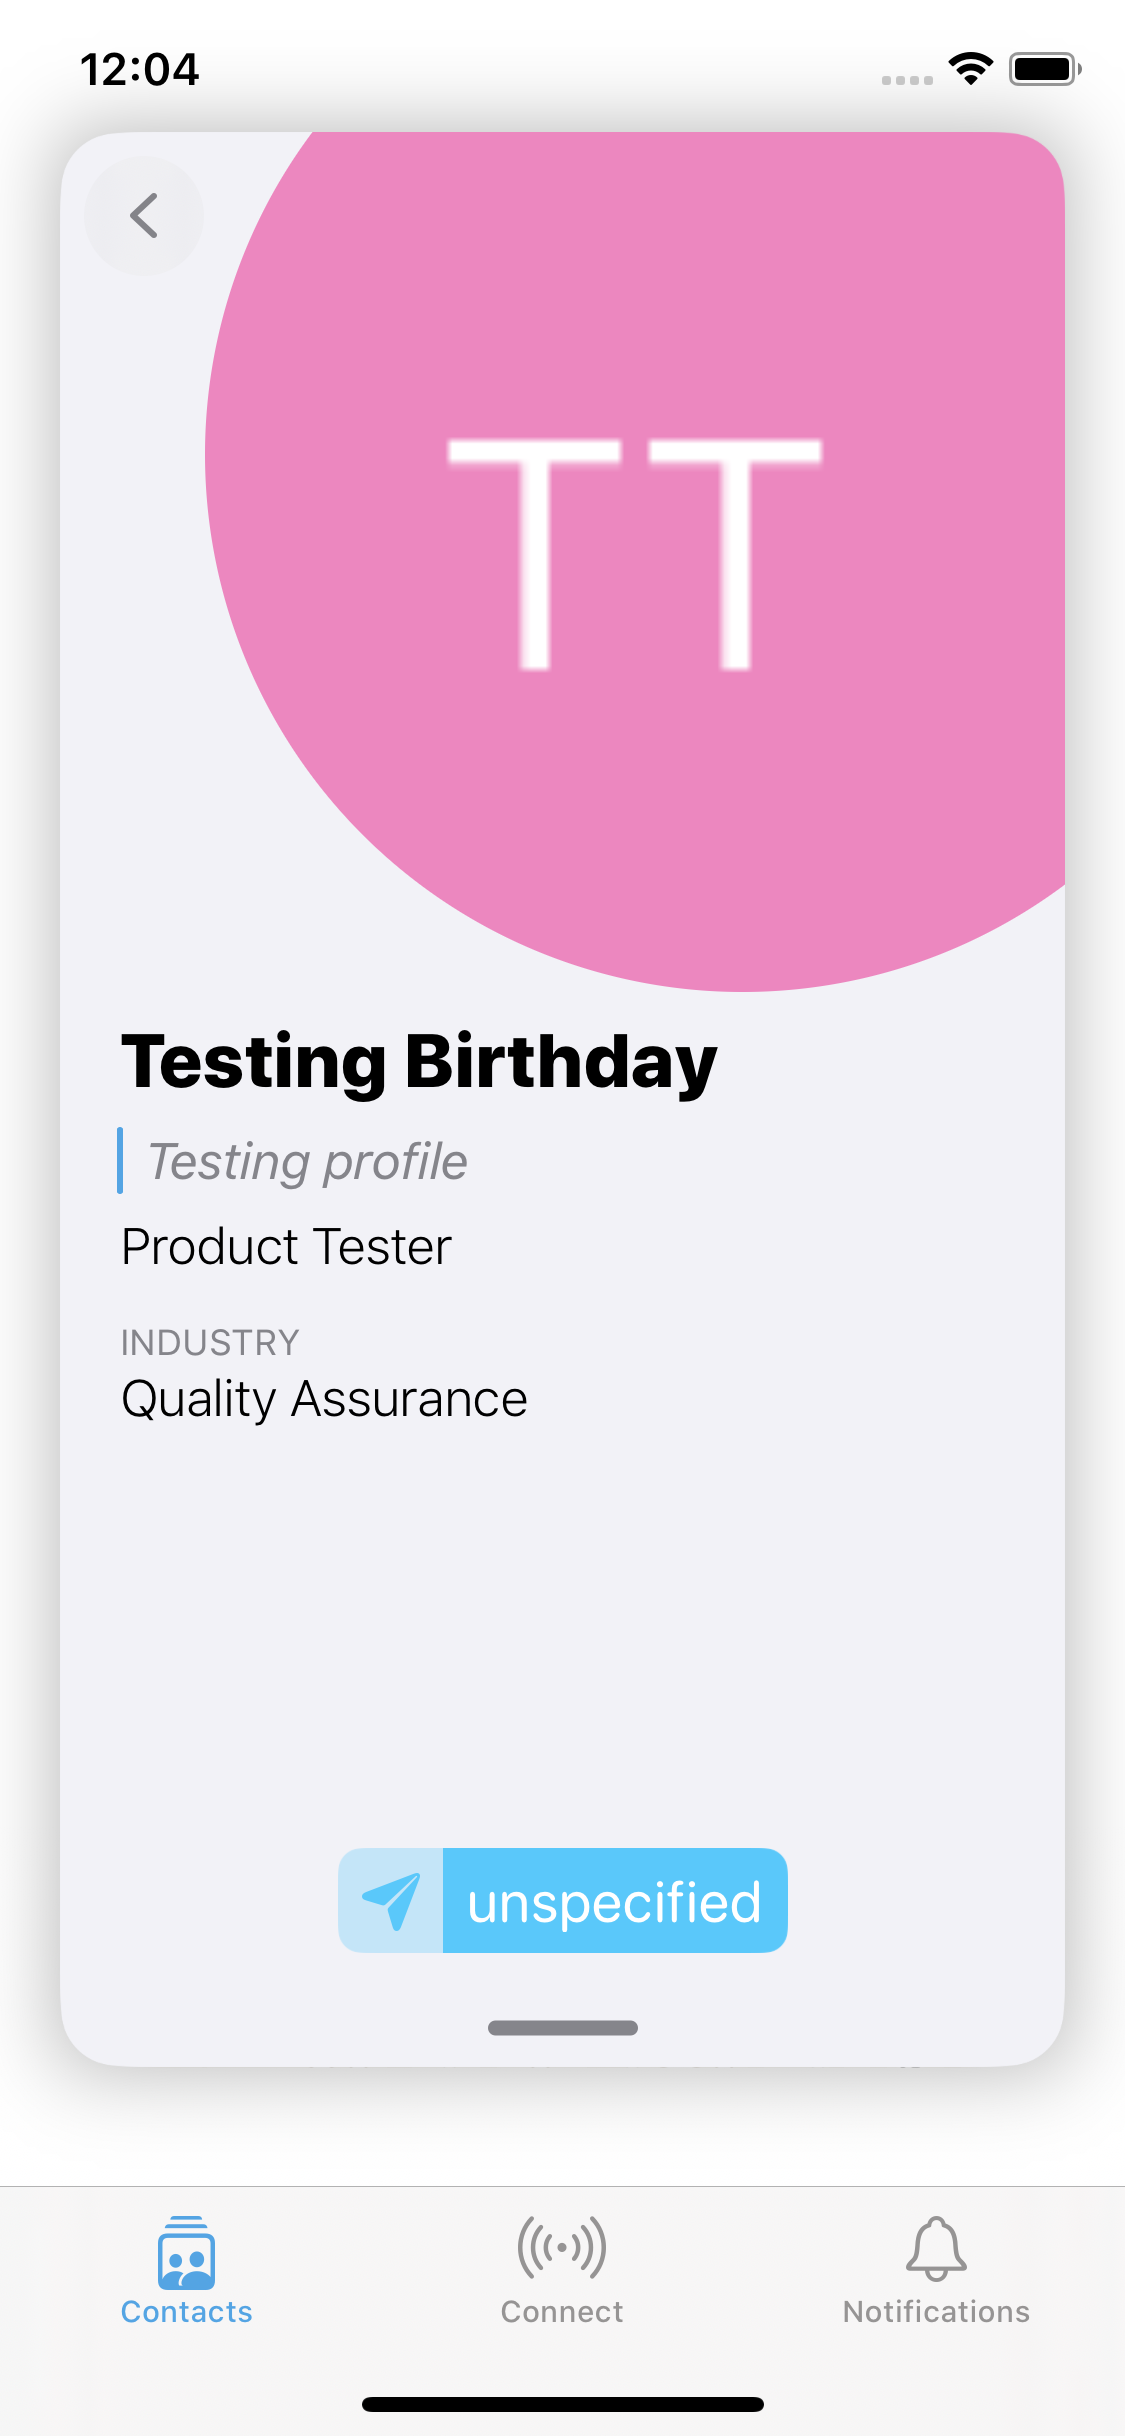 12:04
TT
Testing Birthday
Testing profile
Product Tester
INDUSTRY
Quality Assurance
unspecified
Contacts
Connect
Notifications